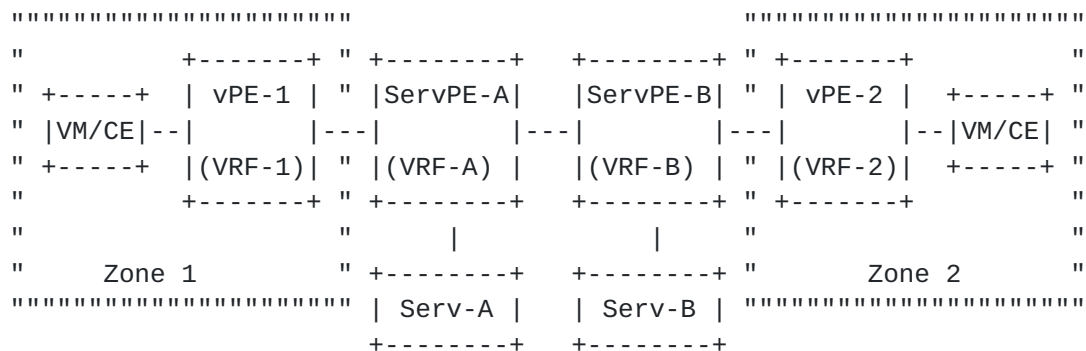 """"""""""""""""""""""                         """"""""""""""""""""""
"          +-------+ " +--------+   +--------+ " +-------+          "
" +-----+  | vPE-1 | " |ServPE-A|   |ServPE-B| " | vPE-2 |  +-----+ "
" |VM/CE|--|       |---|        |---|        |---|       |--|VM/CE| "
" +-----+  |(VRF-1)| " |(VRF-A) |   |(VRF-B) | " |(VRF-2)|  +-----+ "
"          +-------+ " +--------+   +--------+ " +-------+          "
"                    "      |            |     "                    "
"     Zone 1         " +--------+   +--------+ "       Zone 2       "
"""""""""""""""""""""" | Serv-A |   | Serv-B | """"""""""""""""""""""
                       +--------+   +--------+